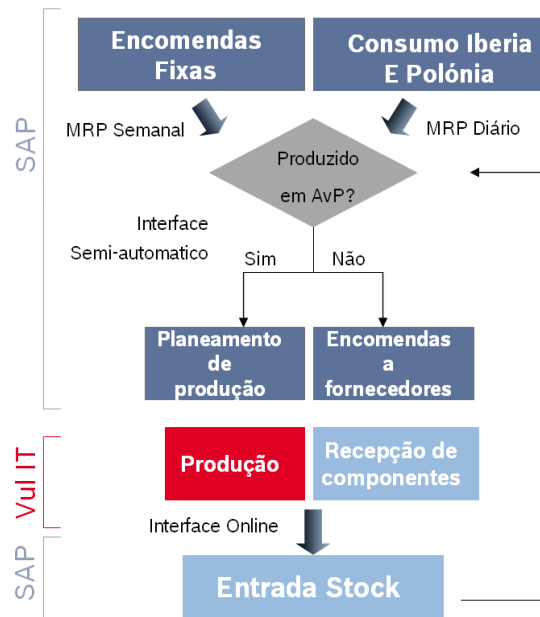 Encomendas
Fixas
Consumo Iberia
E Polónia
MRP Semanal
MRP Diário
SAP
Produzido
em AvP?
Interface
Semi-automatico
Sim
Não
Planeamento
de
produção
Encomendas
a
fornecedores
Vul IT
Produção
Recepção de
componentes
Interface Online
SAP
Entrada Stock